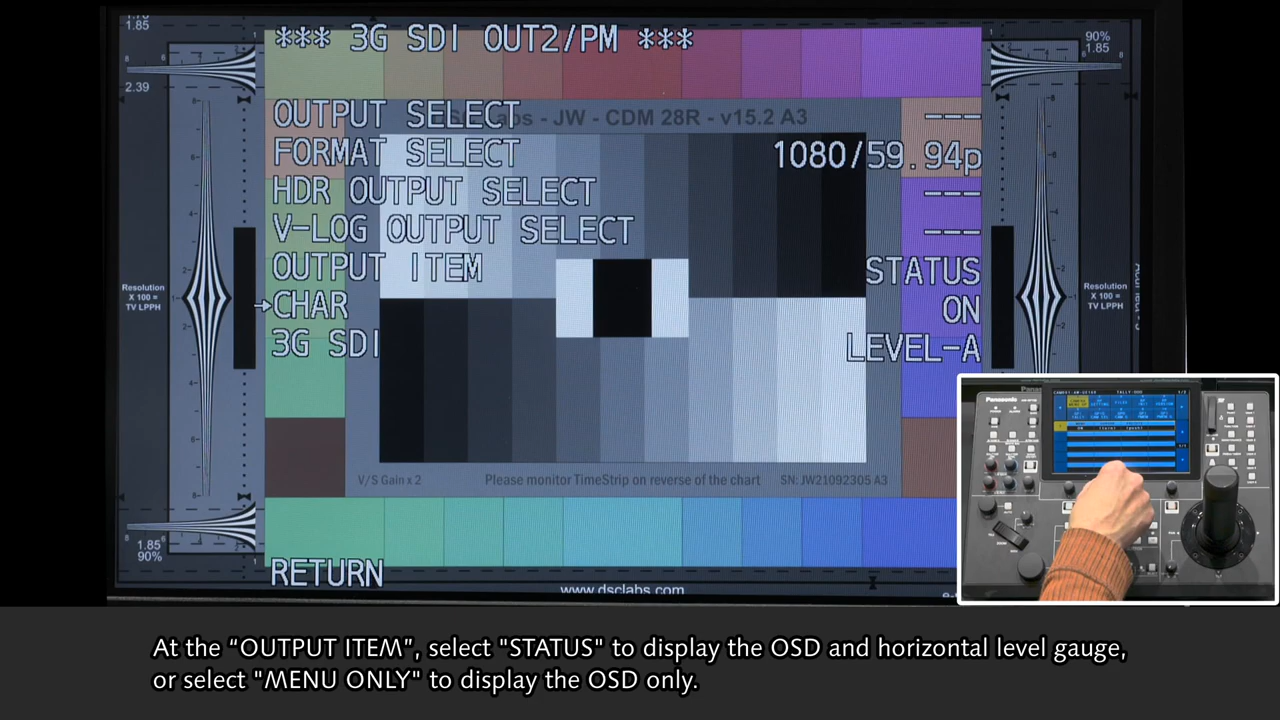 1.85
2.39
90%
1.85
*** 3G SDI OUT2/PM ***
abs - JW - CDM 28R - v15.2 A3
OUTPUT SELECT ---
FORMAT SELECT 1080/59.94p
HDR OUTPUT SELECT ---
V-LOG OUTPUT SELECT ---
OUTPUT ITEM STATUS
→CHAR ON
3G SDI LEVEL-A
Resolution
X 100 =
TV LPPH
Resolution
X 100 =
TV LPPH
V/S Gain x 2 Please monitor TimeStrip on reverse of the chart SN: JW21092305 A3
1.85
90%
RETURN
www.dsclabs.com
Panasonic
At the “OUTPUT ITEM”, select "STATUS" to display the OSD and horizontal level gauge,
or select "MENU ONLY" to display the OSD only.